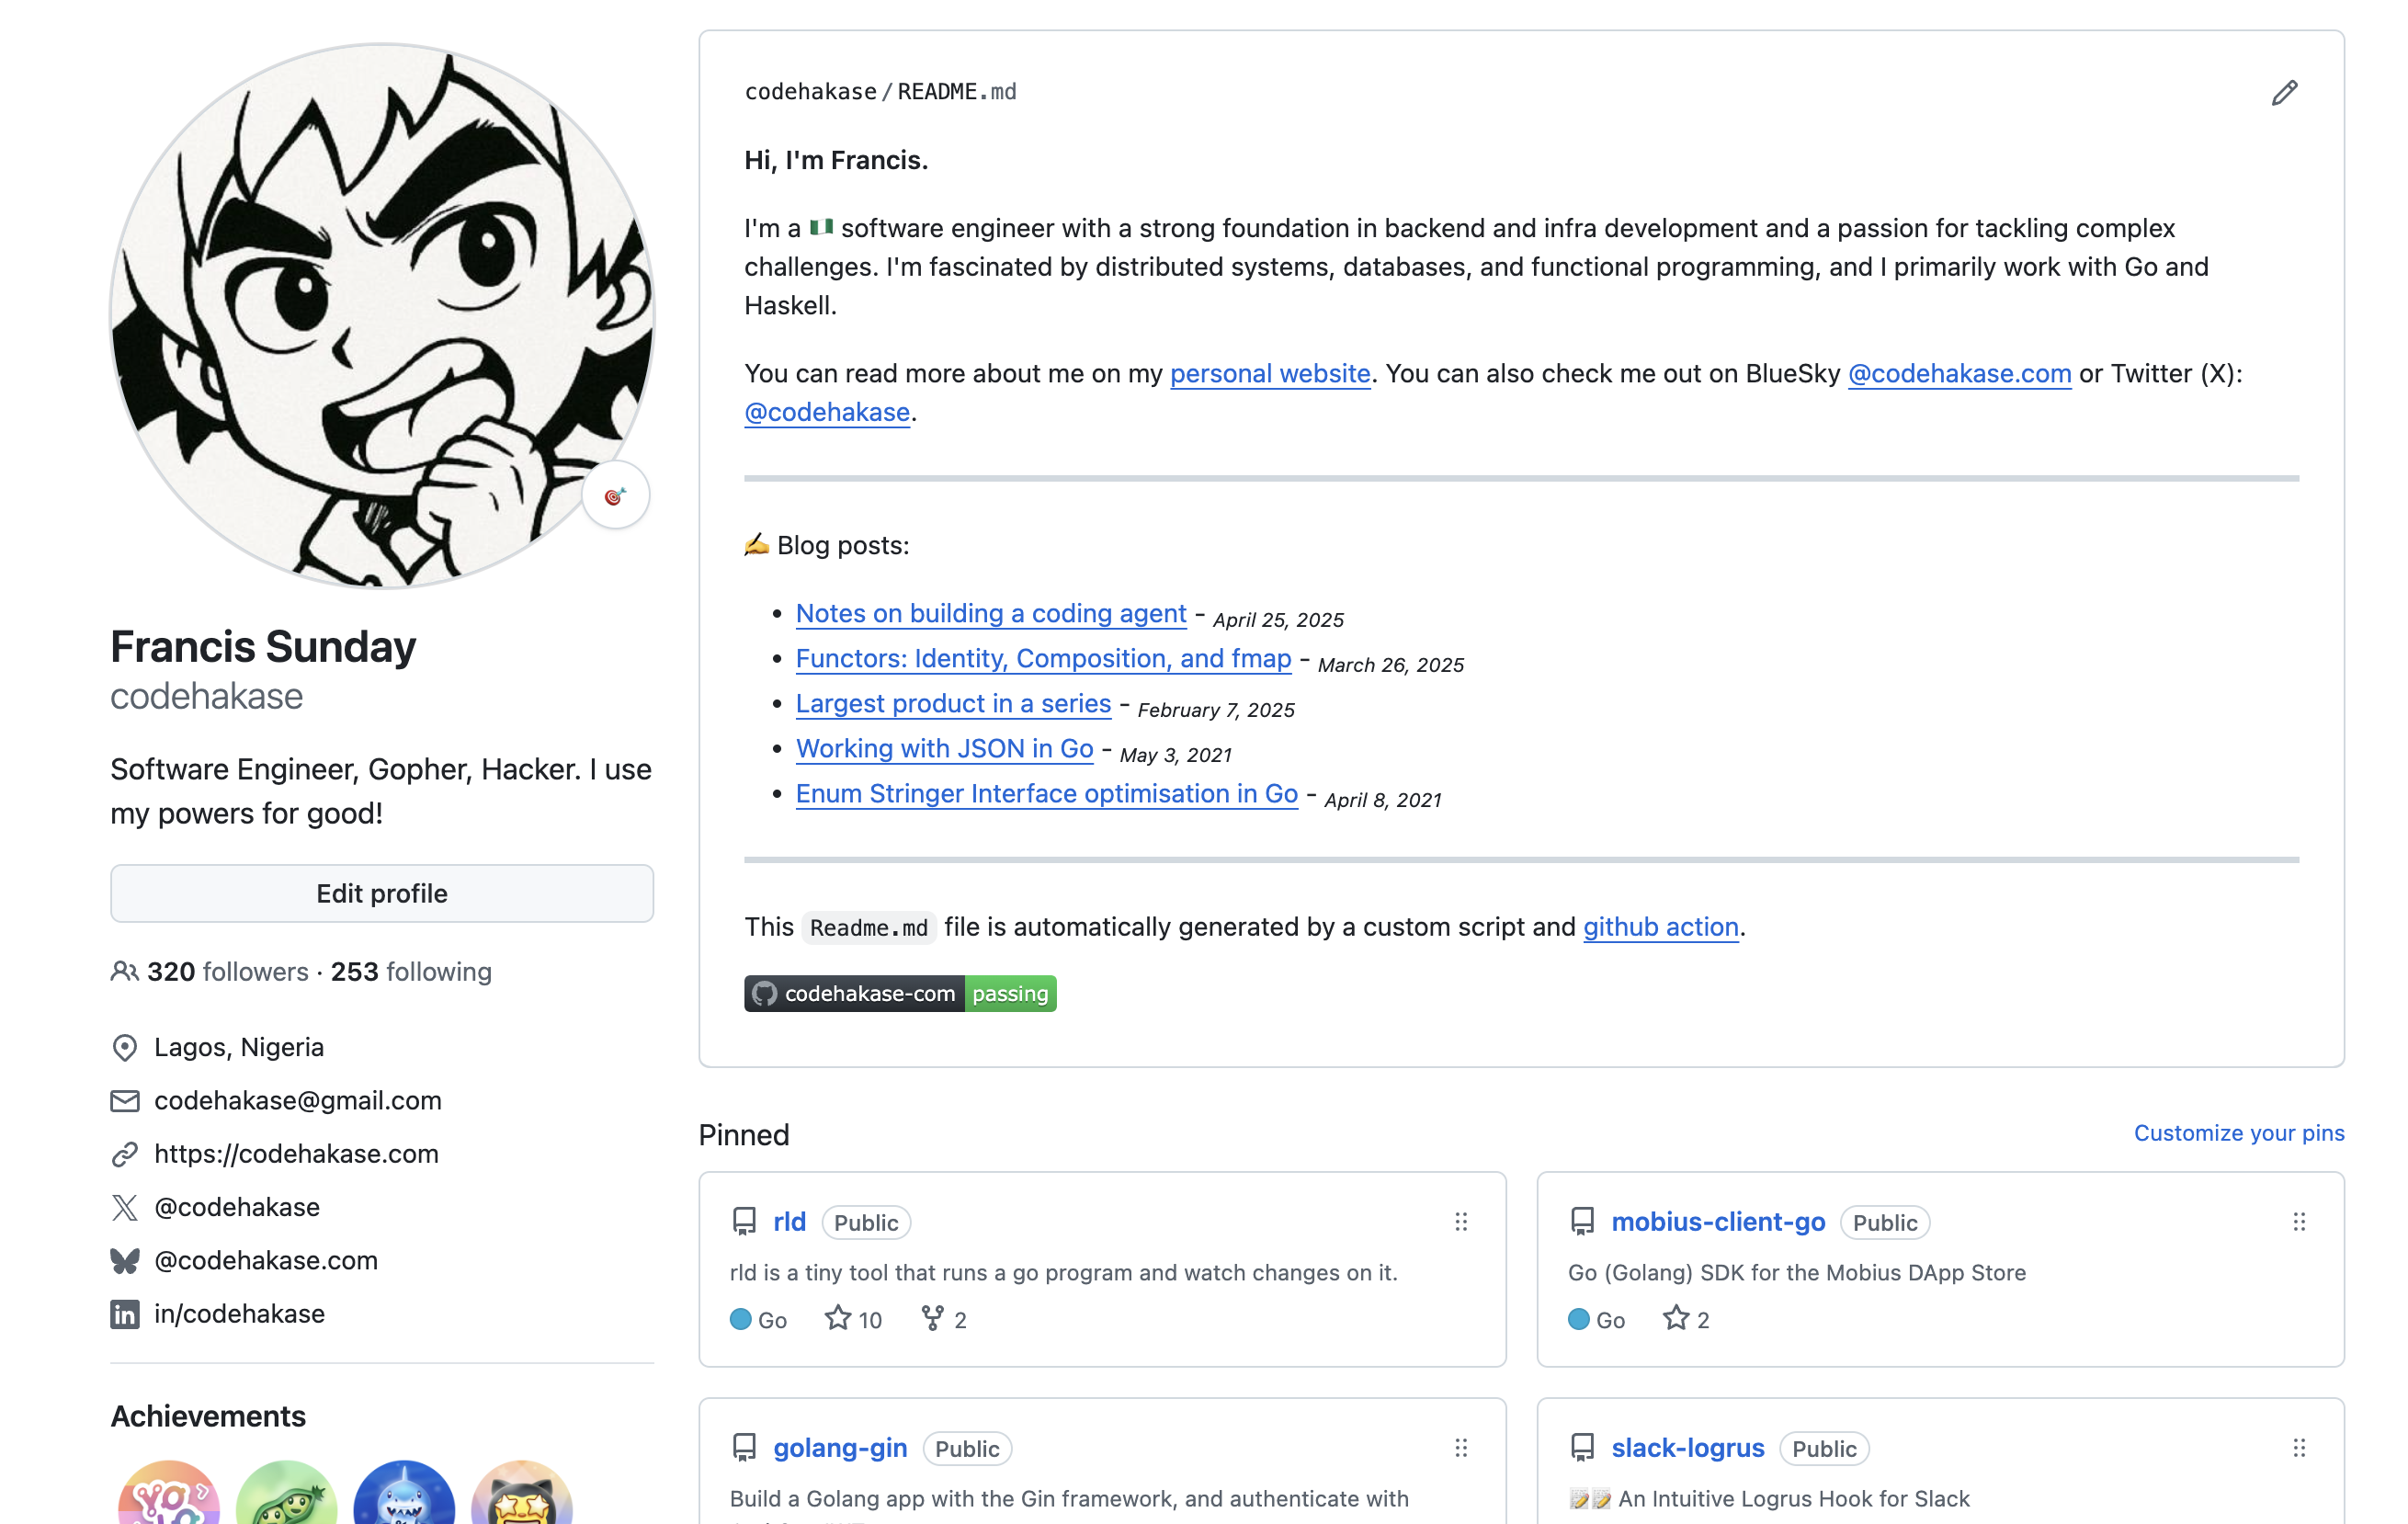 Francis Sunday
codehakase
Software Engineer, Gopher, Hacker. I use
my powers for good!
Edit profile
320 followers · 253 following
Lagos, Nigeria
codehakase@gmail.com
https://codehakase.com
@codehakase
@codehakase.com
in/codehakase
Achievements
codehakase/README.md
Hi, I'm Francis.
I'm a 🇳🇬 software engineer with a strong foundation in backend and infra development and a passion for tackling complex
challenges. I'm fascinated by distributed systems, databases, and functional programming, and I primarily work with Go and
Haskell.
You can read more about me on my personal website. You can also check me out on BlueSky @codehakase.com or Twitter (X):
@codehakase.
✍️ Blog posts:
• Notes on building a coding agent - April 25, 2025
• Functors: Identity, Composition, and fmap - March 26, 2025
• Largest product in a series - February 7, 2025
• Working with JSON in Go - May 3, 2021
• Enum Stringer Interface optimisation in Go - April 8, 2021
This Readme.md file is automatically generated by a custom script and github action.
codehakase-com passing
Pinned
Customize your pins
rld Public
rld is a tiny tool that runs a go program and watch changes on it.
Go 10 2
mobius-client-go Public
Go (Golang) SDK for the Mobius DApp Store
Go 2
golang-gin Public
Build a Golang app with the Gin framework, and authenticate with
slack-logrus Public
📝📝 An Intuitive Logrus Hook for Slack